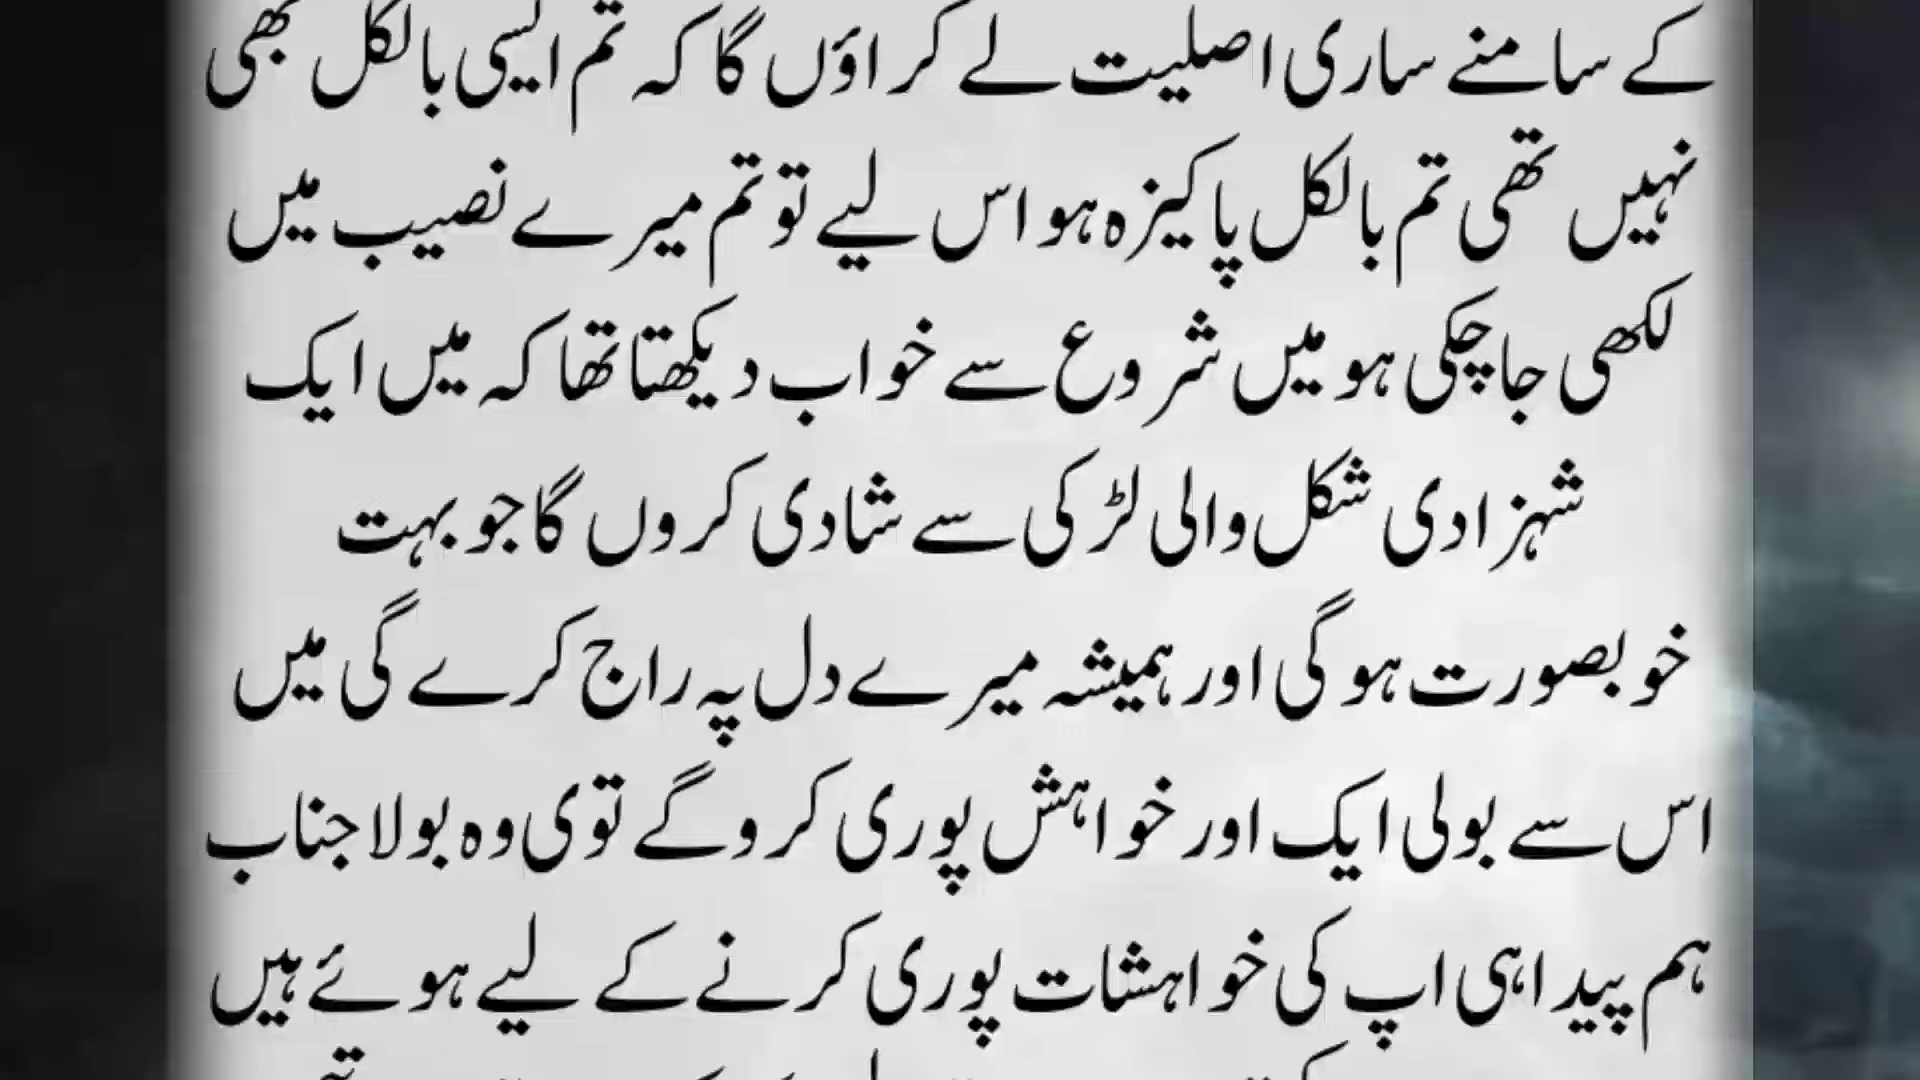 کے سامنے ساری اصلیت لے کر اؤں گا کہ تم ایسی بالکل بھی
نہیں تھی تم بالکل پاکیزہ ہو اس لیے تو تم میرے نصیب میں
لکھی جا چکی ہو میں شروع سے خواب دیکھتا تھا کہ میں ایک
شہزادی شکل والی لڑکی سے شادی کروں گا جو بہت
خوبصورت ہوگی اور ہمیشہ میرے دل پہ راج کرے گی میں
اس سے بولی ایک اور خواہش پوری کرو گے توی وہ بولا جناب
ہم پیدا ہی اپ کی خواہشات پوری کرنے کے لیے ہوئے ہیں